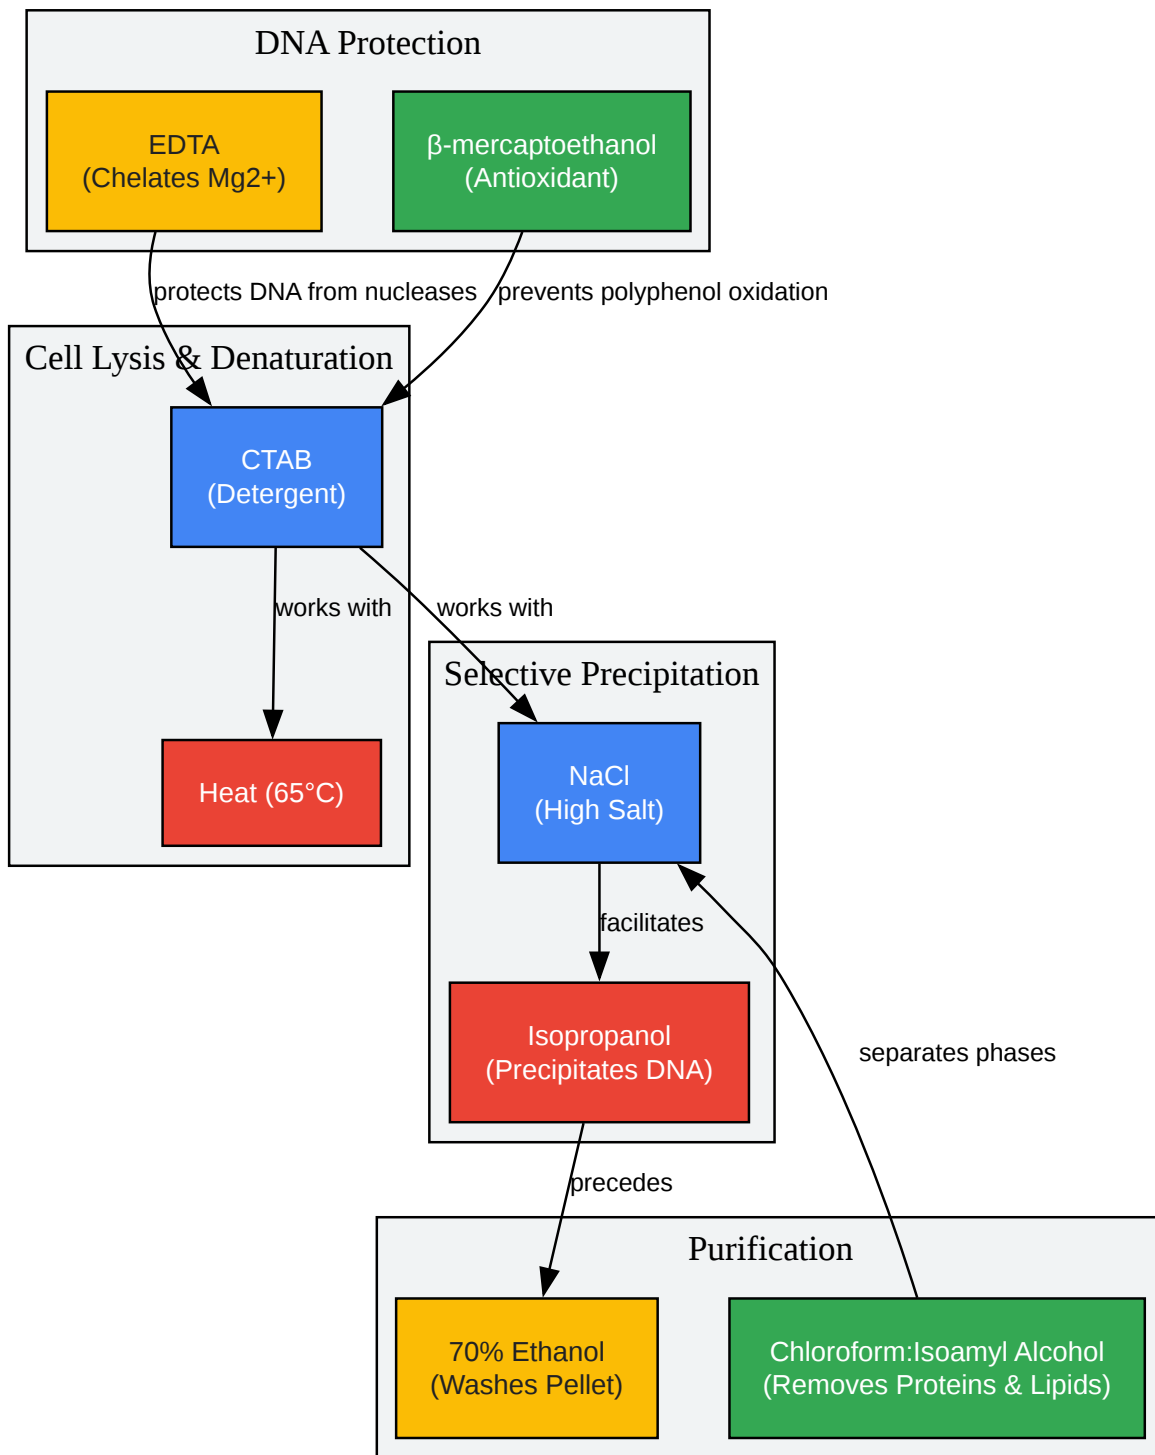 DNA Protection
EDTA
(Chelates Mg2+)
β-mercaptoethanol
(Antioxidant)
protects DNA from nucleases
prevents polyphenol oxidation
Cell Lysis & Denaturation
CTAB
(Detergent)
works with
works with
Selective Precipitation
Heat (65°C)
NaCl
(High Salt)
facilitates
Isopropanol
(Precipitates DNA)
separates phases
precedes
Purification
70% Ethanol
(Washes Pellet)
Chloroform:Isoamyl Alcohol
(Removes Proteins & Lipids)